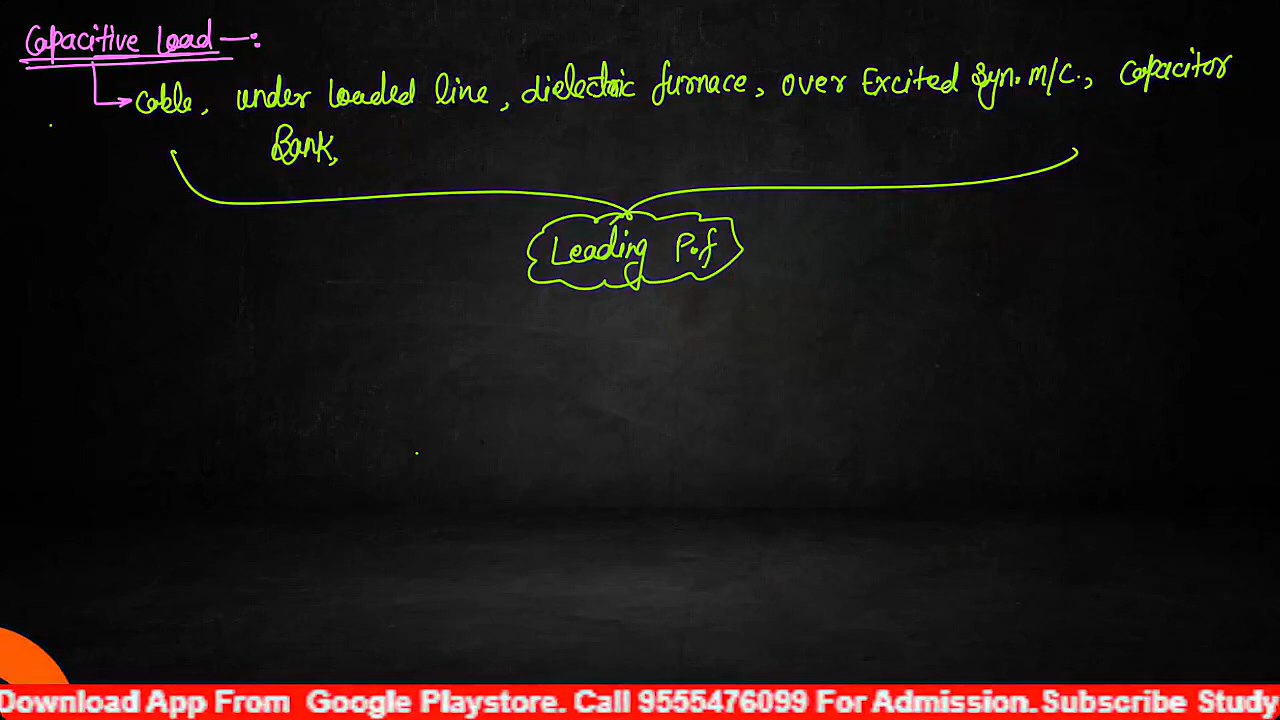 Capacitive Load —:
Cable, under loaded line, dielectric furnace, over Excited Syn. M/C., Capacitor
Bank,
Leading P.f
Download App From Google Playstore. Call 9555476099 For Admission. Subscribe Study